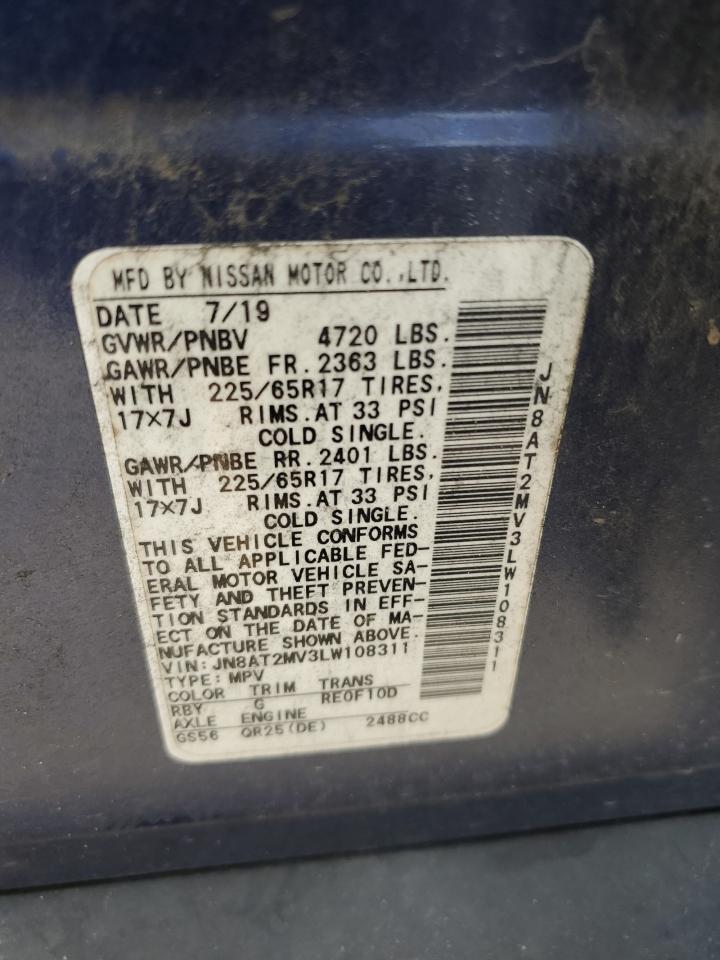 MFD BY NISSAN MOTOR CO.,LTD.
DATE 7/19
GVWR/PNBV 4720 LBS.
GAWR/PNBE FR. 2363 LBS.
WITH 225/65R17 TIRES,
17×7J RIMS. AT 33 PSI
COLD SINGLE.
GAWR/PNBE RR. 2401 LBS.
WITH 225/65R17 TIRES,
17×7J RIMS. AT 33 PSI
COLD SINGLE.
THIS VEHICLE CONFORMS
TO ALL APPLICABLE FED-
ERAL MOTOR VEHICLE SA-
FETY AND THEFT PREVEN-
TION STANDARDS IN EFF-
ECT ON THE DATE OF MA-
NUFACTURE SHOWN ABOVE.
VIN: JN8AT2MV3LW108311
TYPE: MPV
COLOR TRIM TRANS
RBY G RE0F10D
AXLE ENGINE
GS56 QR25(DE) 2488CC
JN8AT2MV3LW108311